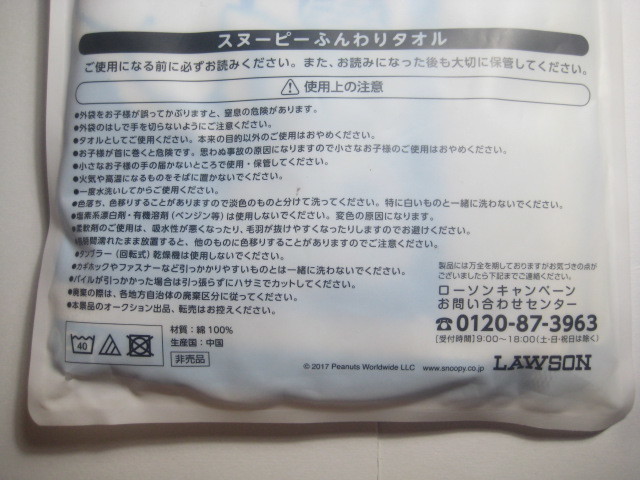 スヌーピーふんわりタオル
ご使用になる前に必ずお読みください。また、お読みになった後も大切に保管してください。
使用上の注意
●外袋をお子様が誤ってかぶりますと、窒息の危険があります。
●外袋のはしで手を切らないようにご注意ください。
●タオルとしてご使用ください。本来の目的以外のご使用はおやめください。
●お子様が首に巻くと危険です。思わぬ事故の原因になりますので小さなお子様のご使用はおやめください。
●小さなお子様の手の届かないところで使用・保管してください。
●火気や高温になるものをそばに置かないでください。
●一度水洗いしてからご使用ください。
●色落ち、色移りすることがありますので淡色のものと分けて洗ってください。特に白いものと一緒に洗わないでください。
●塩素系漂白剤・有機溶剤（ベンジン等）は使用しないでください。変色の原因になります。
●柔軟剤のご使用は、吸水性が悪くなったり、毛羽が抜けやすくなったりしますのでお避けください。
●長時間濡れたまま放置すると、他のものに色移りすることがありますのでご注意ください。
●タンブラー（回転式）乾燥機は使用しないでください。
●カギホックやファスナーなど引っかかりやすいものとは一緒に洗わないでください。
●パイルが引っかかった場合は引っ張らずにハサミでカットしてください。
●廃棄の際は、各地方自治体の廃棄区分に従ってください。
●本景品のオークション出品、転売はお控えください。
製品には万全を期しておりますがお気づきの点が
ございましたら下記までご連絡ください。
ローソンキャンペーン
お問い合わせセンター
☎0120-87-3963
[受付時間]9:00〜18:00(土・日・祝日は除く)
40
材質：綿 100%
生産国：中国
非売品
© 2017 Peanuts Worldwide LLC www.snoopy.co.jp
LAWSON